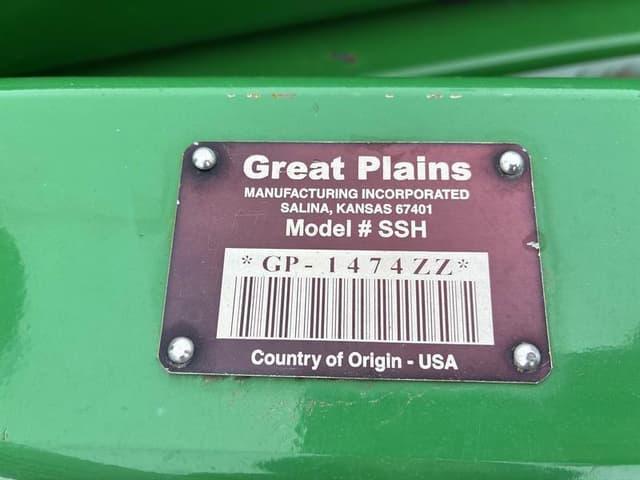 Great Plains
MANUFACTURING INCORPORATED
SALINA, KANSAS 67401
Model # SSH
*GP-1474ZZ*
Country of Origin - USA